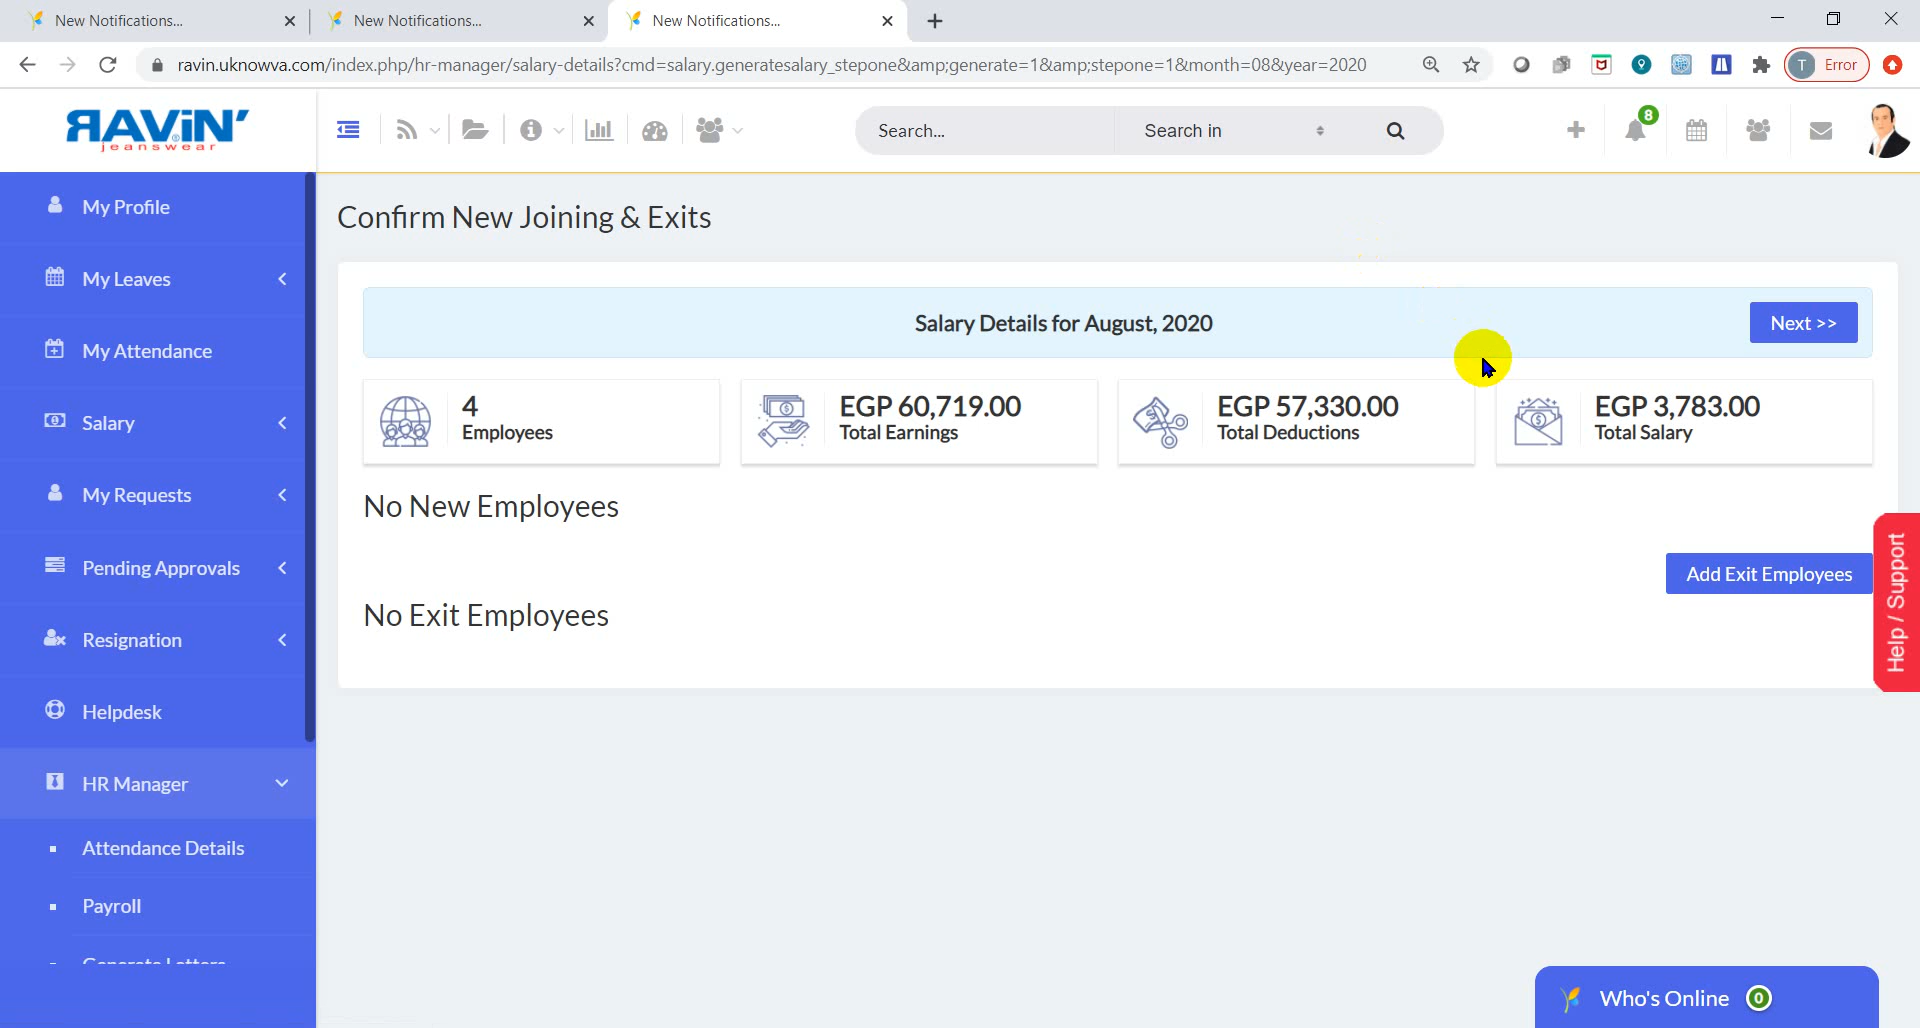 New Notifications...
New Notifications...
New Notifications...
ravin.uknowva.com/index.php/hr-manager/salary-details?cmd=salary.generatesalary_stepone&amp;generate=1&amp;stepone=1&month=08&year=2020
T Error
RAViN'
jeanswear
Search...
Search in
8
My Profile
My Leaves
My Attendance
Salary
My Requests
Pending Approvals
Resignation
Helpdesk
HR Manager
Attendance Details
Payroll
Generate Letters
Confirm New Joining & Exits
Salary Details for August, 2020
Next >>
4
Employees
EGP 60,719.00
Total Earnings
EGP 57,330.00
Total Deductions
EGP 3,783.00
Total Salary
No New Employees
Add Exit Employees
No Exit Employees
Help / Support
Who's Online 0